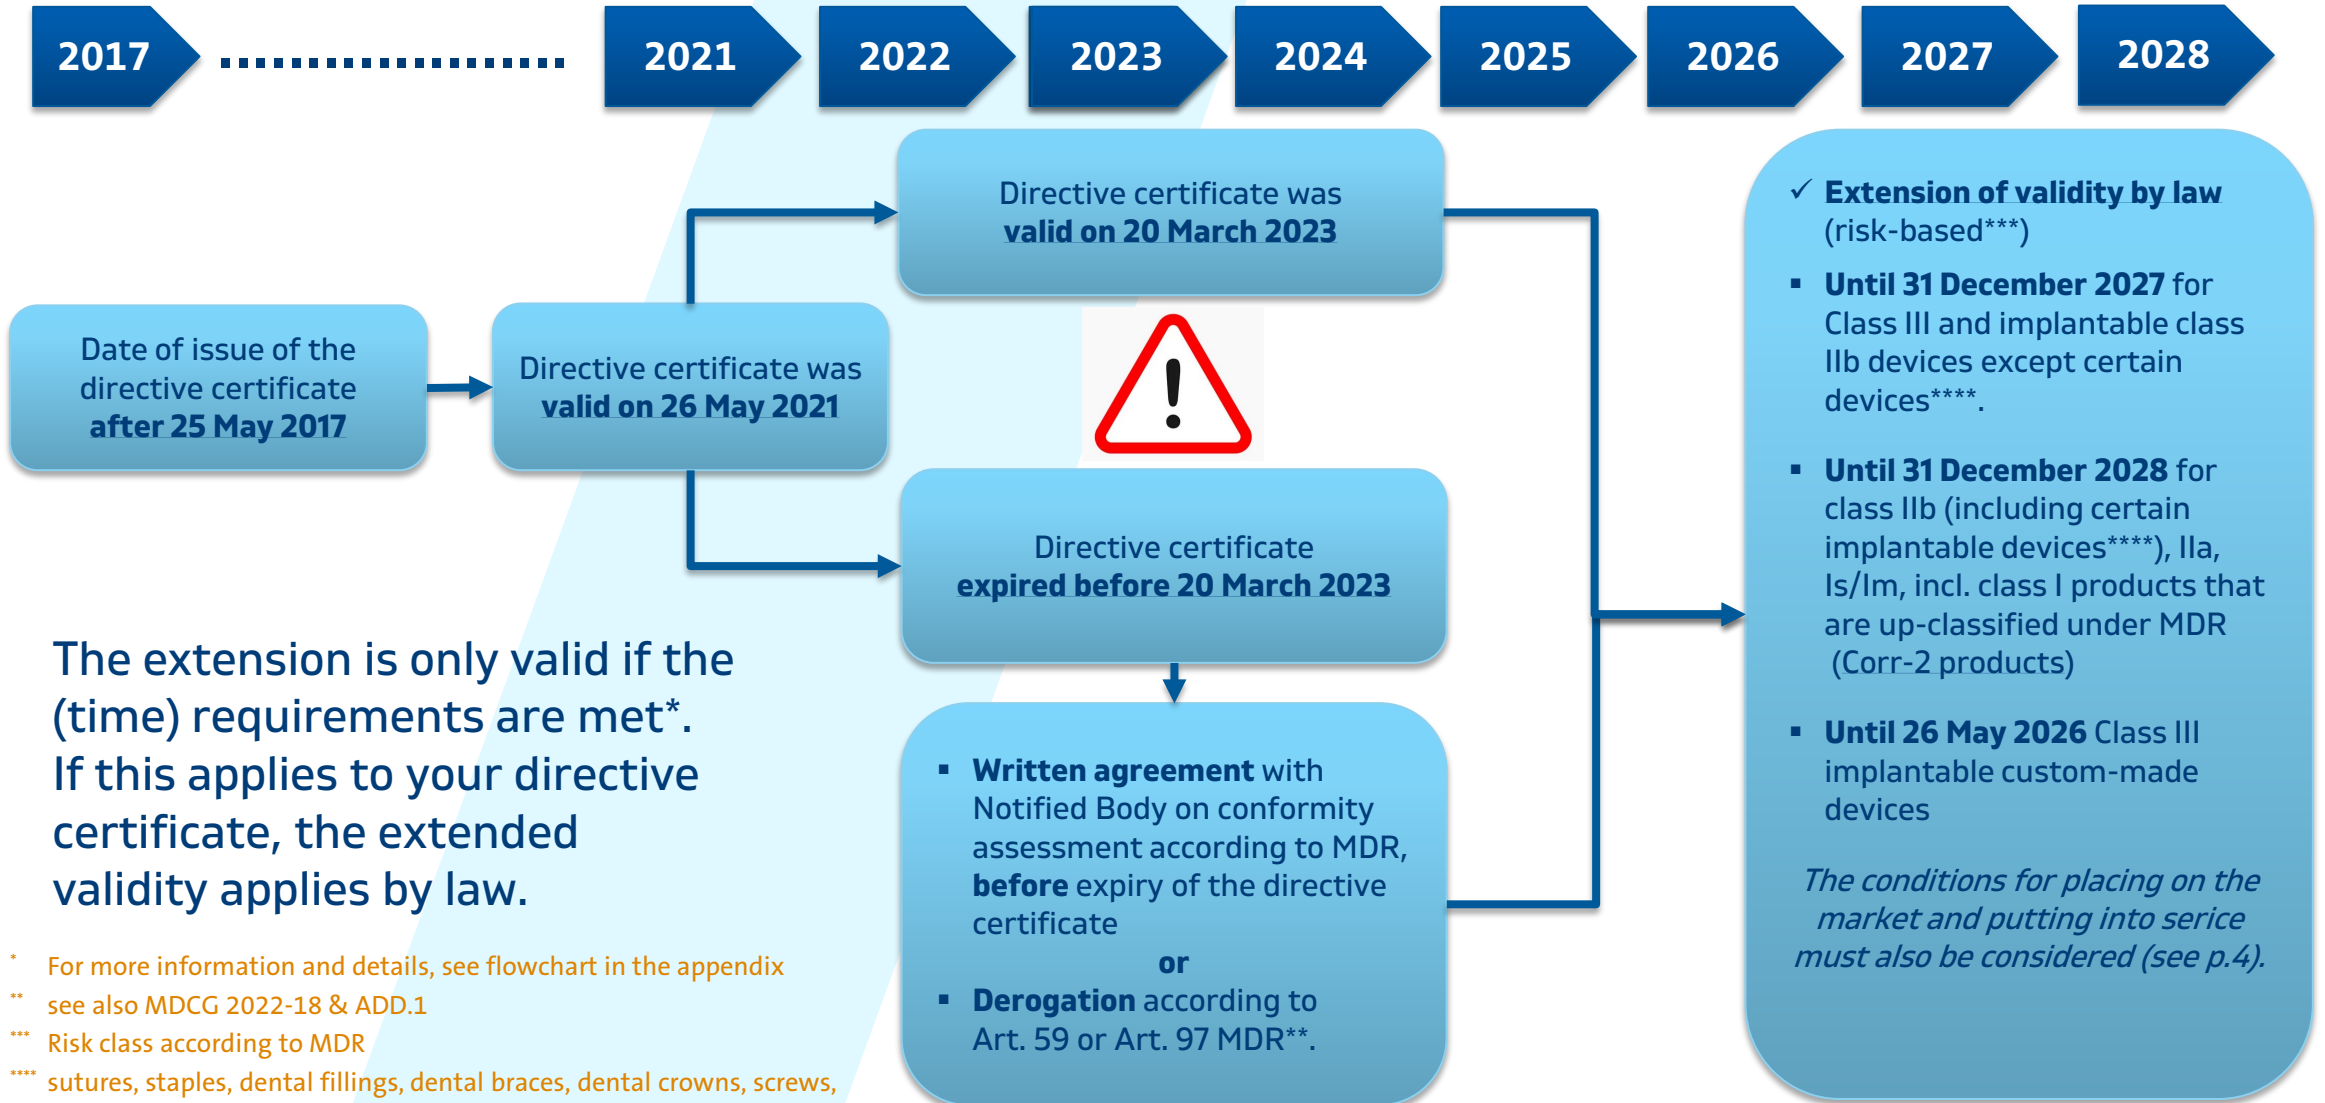 2017
2021
2022
2023
2024
2025
2026
2027
2028
Date of issue of the
directive certificate
after 25 May 2017
Directive certificate was
valid on 26 May 2021
Directive certificate was
valid on 20 March 2023
!
Directive certificate
expired before 20 March 2023
▪ Written agreement with
Notified Body on conformity
assessment according to MDR,
before expiry of the directive
certificate
or
▪ Derogation according to
Art. 59 or Art. 97 MDR**.
✓ Extension of validity by law
(risk-based***)
▪ Until 31 December 2027 for
Class III and implantable class
IIb devices except certain
devices****.
▪ Until 31 December 2028 for
class IIb (including certain
implantable devices****), IIa,
Is/Im, incl. class I products that
are up-classified under MDR
(Corr-2 products)
▪ Until 26 May 2026 Class III
implantable custom-made
devices
The conditions for placing on the
market and putting into serice
must also be considered (see p.4).
The extension is only valid if the
(time) requirements are met*.
If this applies to your directive
certificate, the extended
validity applies by law.
* For more information and details, see flowchart in the appendix
** see also MDCG 2022-18 & ADD.1
*** Risk class according to MDR
**** sutures, staples, dental fillings, dental braces, dental crowns, screws,